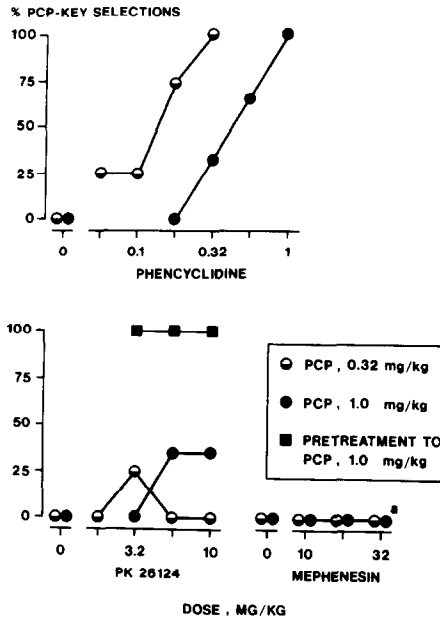 % PCP-KEY SELECTIONS
100
75
50
25
0
0 0.1 0.32 1
PHENCYCLIDINE
100
75
50
25
0
0 3.2 10
PK 26124
PCP, 0.32 mg/kg
PCP, 1.0 mg/kg
PRETREATMENT TO
PCP, 1.0 mg/kg
a
0 10 32
MEPHENESIN
DOSE, MG/KG